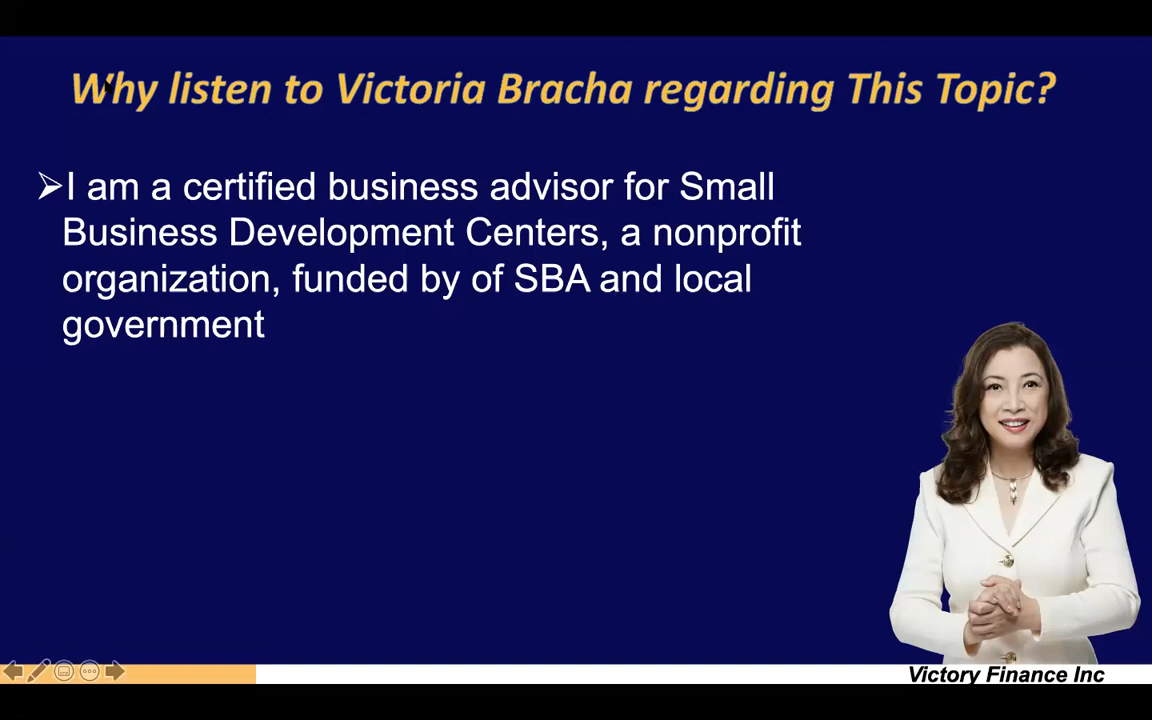 Why listen to Victoria Bracha regarding This Topic?
➢I am a certified business advisor for Small
Business Development Centers, a nonprofit
organization, funded by of SBA and local
government
Victory Finance Inc